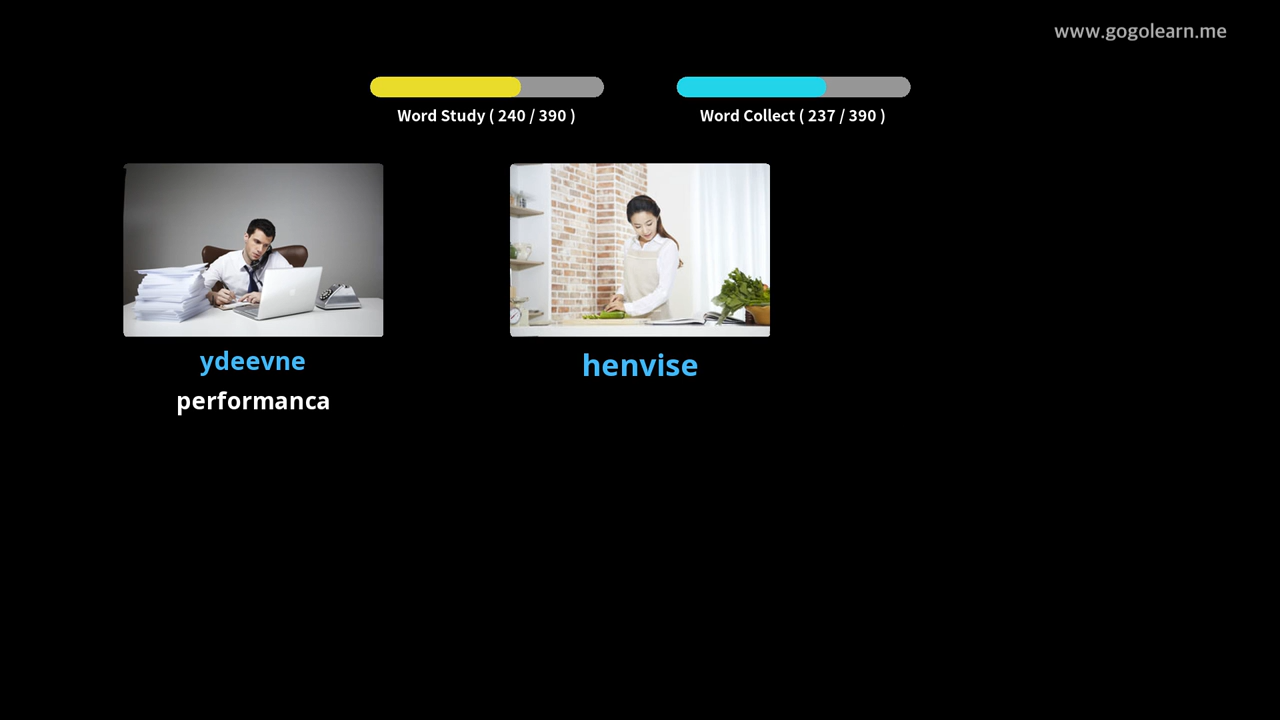 www.gogolearn.me
Word Study ( 240 / 390 )
Word Collect ( 237 / 390 )
ydeevne
performanca
henvise